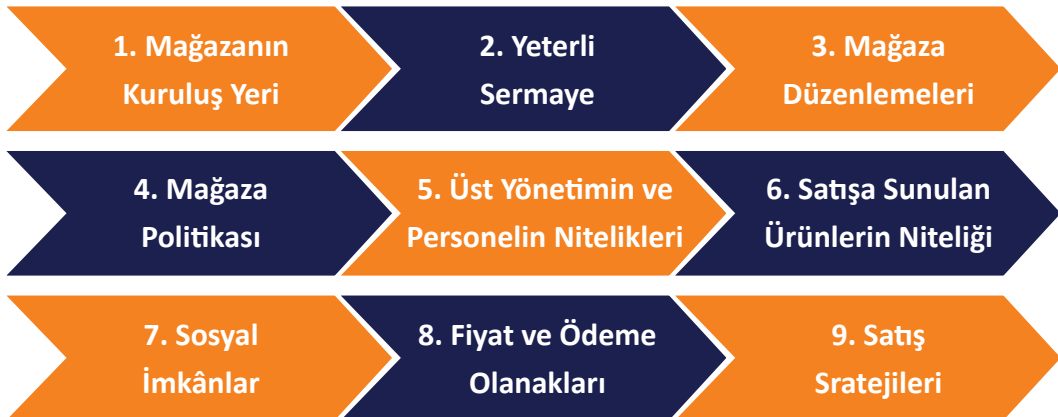 1. Mağazanın
Kuruluş Yeri
2. Yeterli
Sermaye
3. Mağaza
Düzenlemeleri
4. Mağaza
Politikası
5. Üst Yönetimin ve
Personelin Nitelikleri
6. Satışa Sunulan
Ürünlerin Niteliği
7. Sosyal
İmkânlar
8. Fiyat ve Ödeme
Olanakları
9. Satış
Sratejileri